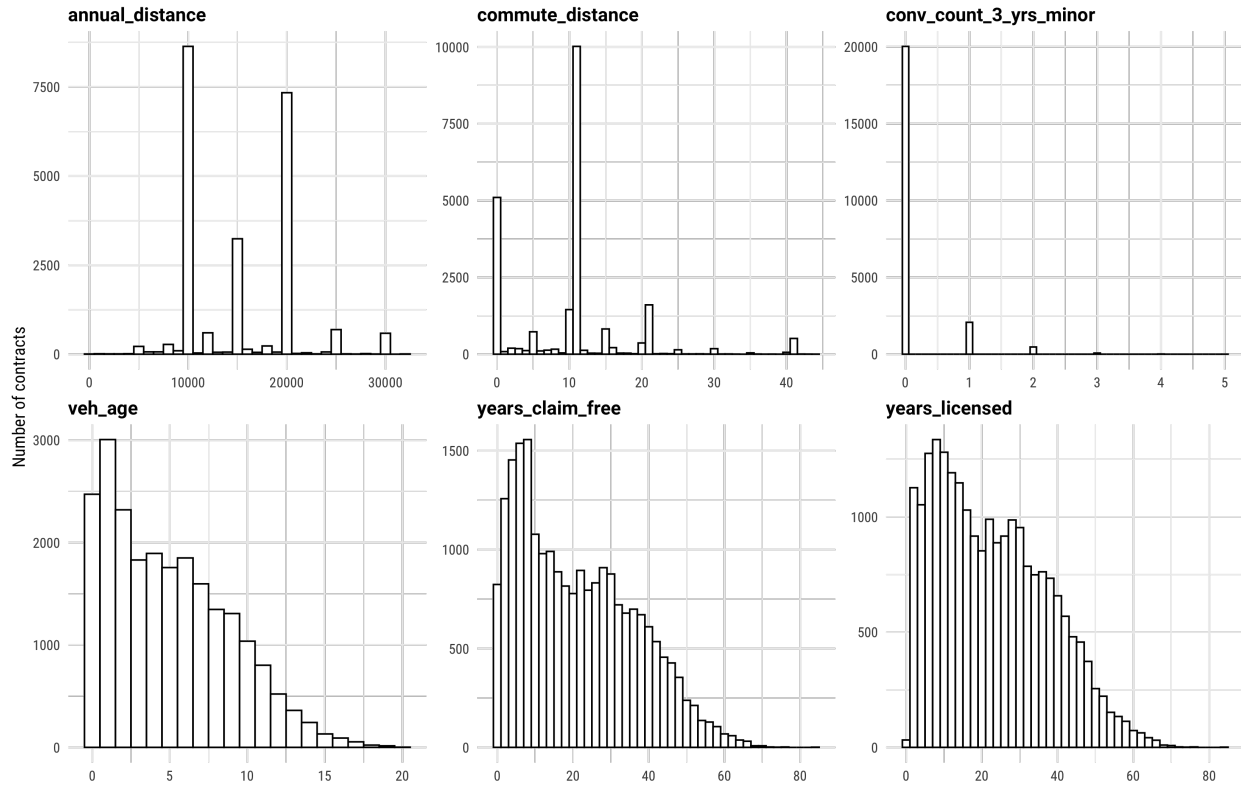 annual_distance
commute_distance
conv_count_3_yrs_minor
7500
5000
2500
0
0 10000 20000 30000
10000
7500
5000
2500
0
0 10 20 30 40
20000
15000
10000
5000
0
0 1 2 3 4 5
Number of contracts
veh_age
years_claim_free
years_licensed
3000
2000
1000
0
0 5 10 15 20
1500
1000
500
0
0 20 40 60 80
1000
500
0
0 20 40 60 80